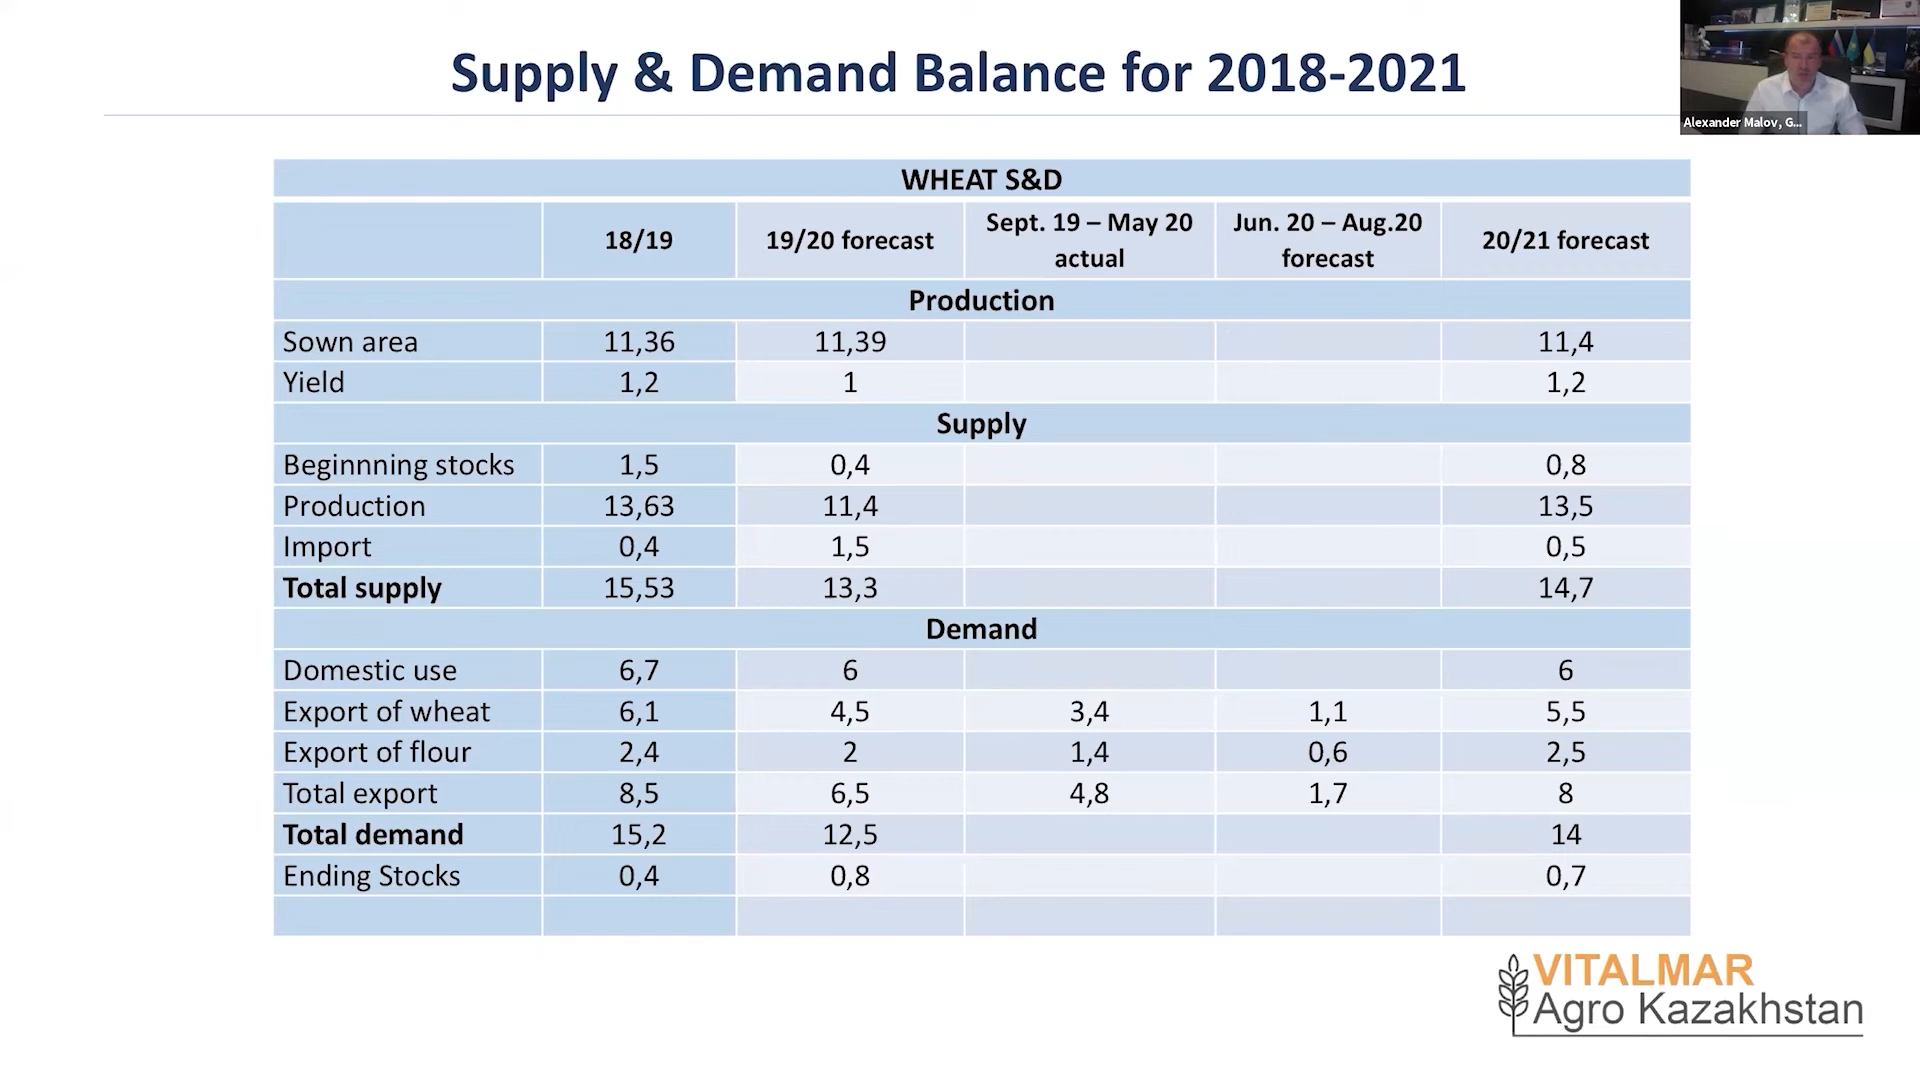 Supply & Demand Balance for 2018-2021
Alexander Malov, G...
WHEAT S&D
18/19 19/20 forecast Sept. 19 – May 20 actual Jun. 20 – Aug.20 forecast 20/21 forecast
Production
Sown area 11,36 11,39 11,4
Yield 1,2 1 1,2
Supply
Beginnning stocks 1,5 0,4 0,8
Production 13,63 11,4 13,5
Import 0,4 1,5 0,5
Total supply 15,53 13,3 14,7
Demand
Domestic use 6,7 6 6
Export of wheat 6,1 4,5 3,4 1,1 5,5
Export of flour 2,4 2 1,4 0,6 2,5
Total export 8,5 6,5 4,8 1,7 8
Total demand 15,2 12,5 14
Ending Stocks 0,4 0,8 0,7
VITALMAR
Agro Kazakhstan